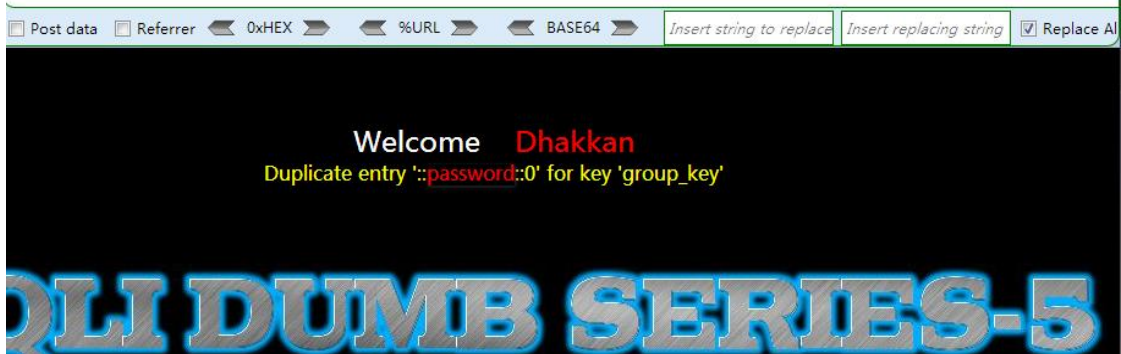 Post data Referrer 0xHEX %URL BASE64 Insert string to replace Insert replacing string Replace Al
Welcome Dhakkan
Duplicate entry '::password::0' for key 'group_key'
QLI DUMB SERIES-5